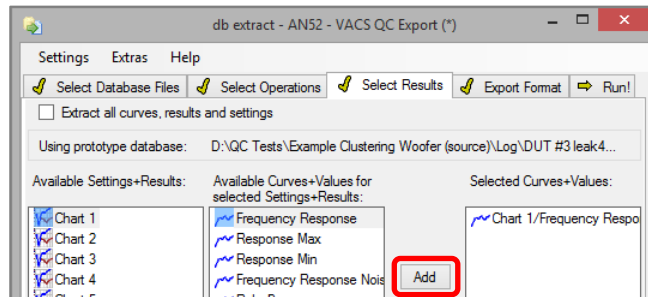 db extract - AN52 - VACS QC Export (*)
Settings Extras Help
Select Database Files Select Operations Select Results Export Format Run!
Extract all curves, results and settings
Using prototype database: D:\QC Tests\Example Clustering Woofer (source)\Log\DUT #3 leak4...
Available Settings+Results: Available Curves+Values for selected Settings+Results: Selected Curves+Values:
Chart 1 Frequency Response Chart 1/Frequency Respo
Chart 2 Response Max
Chart 3 Response Min
Chart 4 Frequency Response Nois Add